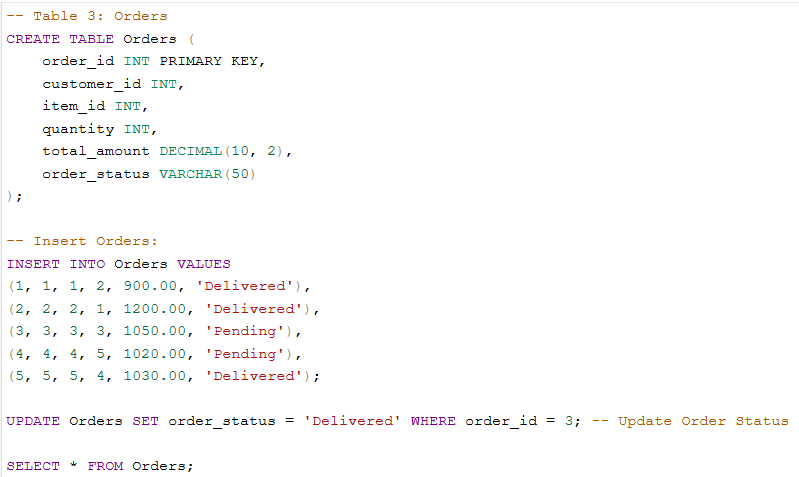 -- Table 3: Orders
CREATE TABLE Orders (
    order_id INT PRIMARY KEY,
    customer_id INT,
    item_id INT,
    quantity INT,
    total_amount DECIMAL(10, 2),
    order_status VARCHAR(50)
);

-- Insert Orders:
INSERT INTO Orders VALUES
(1, 1, 1, 2, 900.00, 'Delivered'),
(2, 2, 2, 1, 1200.00, 'Delivered'),
(3, 3, 3, 3, 1050.00, 'Pending'),
(4, 4, 4, 5, 1020.00, 'Pending'),
(5, 5, 5, 4, 1030.00, 'Delivered');

UPDATE Orders SET order_status = 'Delivered' WHERE order_id = 3; -- Update Order Status

SELECT * FROM Orders;